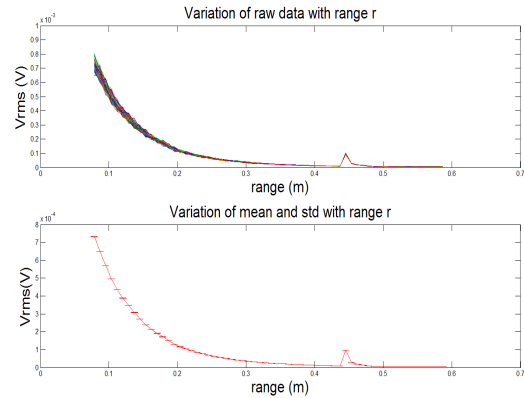 Variation of raw data with range r
x 10^-3
1
0.9
0.8
0.7
0.6
0.5
0.4
0.3
0.2
0.1
0
Vrms (V)
0 0.1 0.2 0.3 0.4 0.5 0.6 0.7
range (m)
Variation of mean and std with range r
x 10^-4
8
7
6
5
4
3
2
1
0
Vrms(V)
0 0.1 0.2 0.3 0.4 0.5 0.6 0.7
range (m)